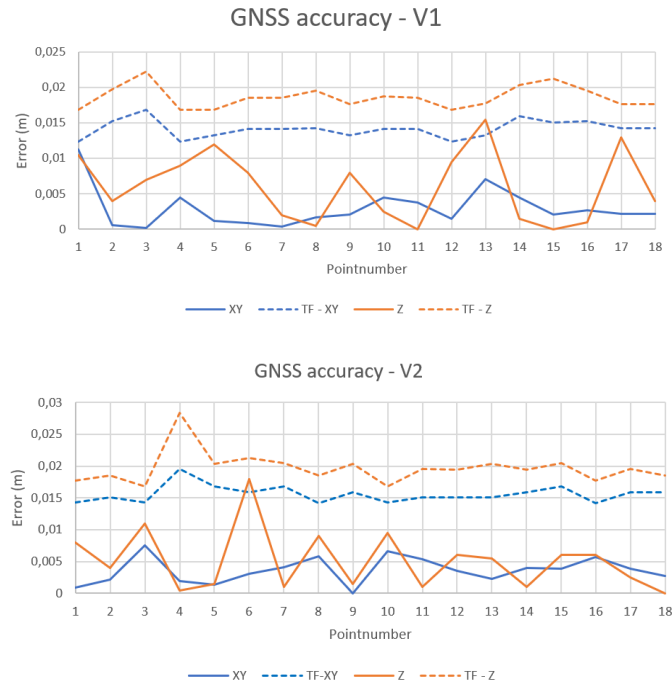 GNSS accuracy - V1
0,025
0,02
0,015
0,01
0,005
0
Error (m)
1 2 3 4 5 6 7 8 9 10 11 12 13 14 15 16 17 18
Pointnumber
XY TF - XY Z TF - Z
GNSS accuracy - V2
0,03
0,025
0,02
0,015
0,01
0,005
0
Error (m)
1 2 3 4 5 6 7 8 9 10 11 12 13 14 15 16 17 18
Pointnumber
XY TF-XY Z TF - Z